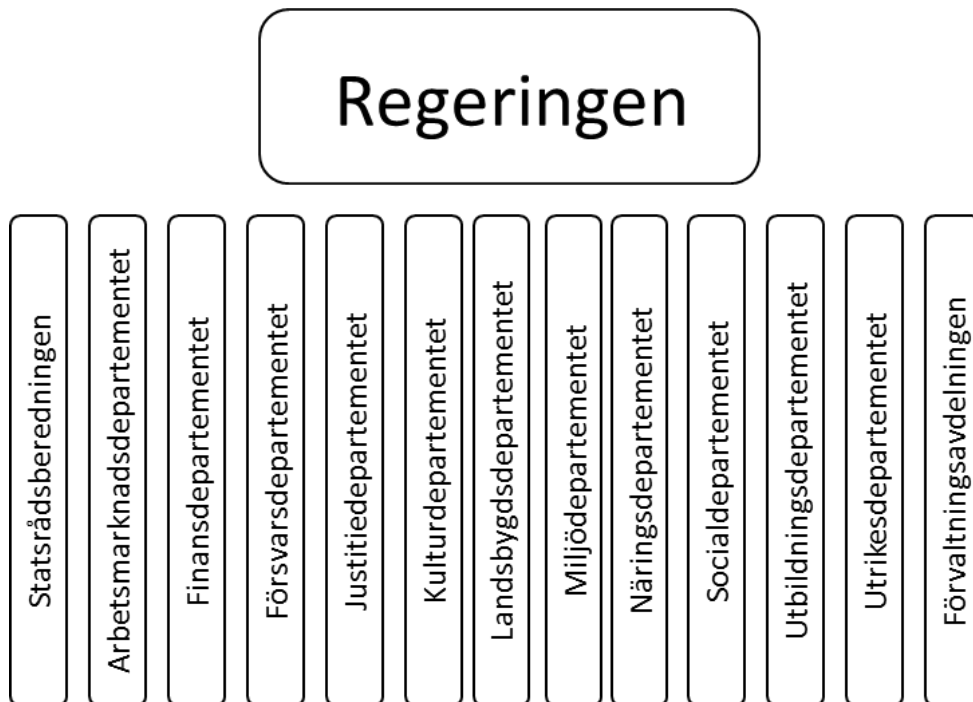 Regeringen
Statsrådsberedningen
Arbetsmarknadsdepartementet
Finansdepartementet
Försvarsdepartementet
Justitiedepartementet
Kulturdepartementet
Landsbygdsdepartementet
Miljödepartementet
Näringsdepartementet
Socialdepartementet
Utbildningsdepartementet
Utrikesdepartementet
Förvaltningsavdelningen